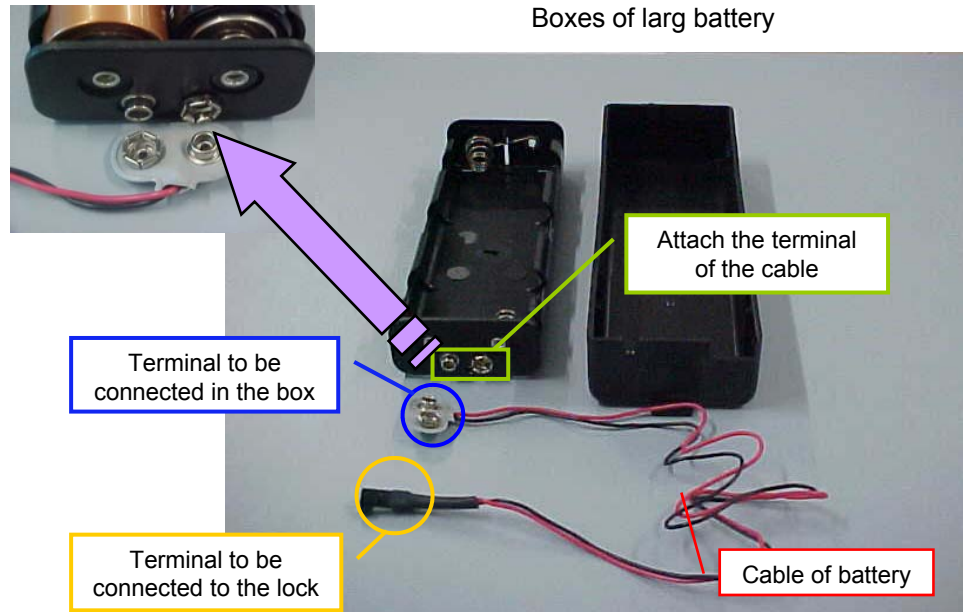 Boxes of larg battery
Attach the terminal
of the cable
Terminal to be
connected in the box
Terminal to be
connected to the lock
Cable of battery